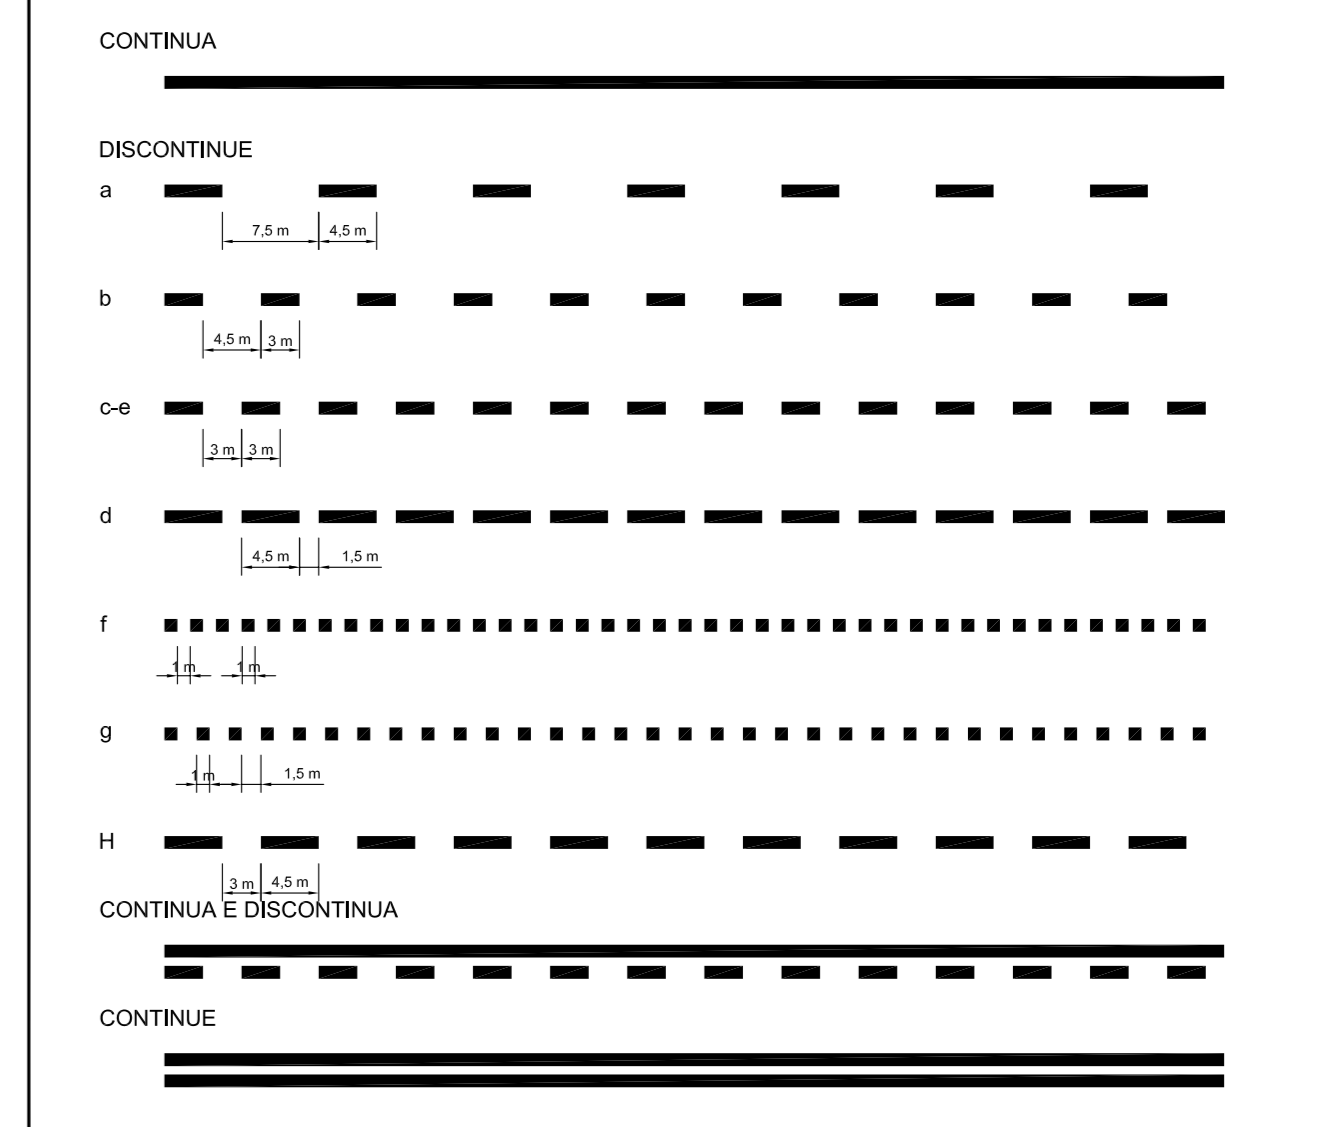 CONTINUA
DISCONTINUE
a
7,5 m 4,5 m
b
4,5 m 3 m
c-e
3 m 3 m
d
4,5 m 1,5 m
f
1 m 1 m
g
1 m 1,5 m
H
3 m 4,5 m
CONTINUA E DISCONTINUA
CONTINUE